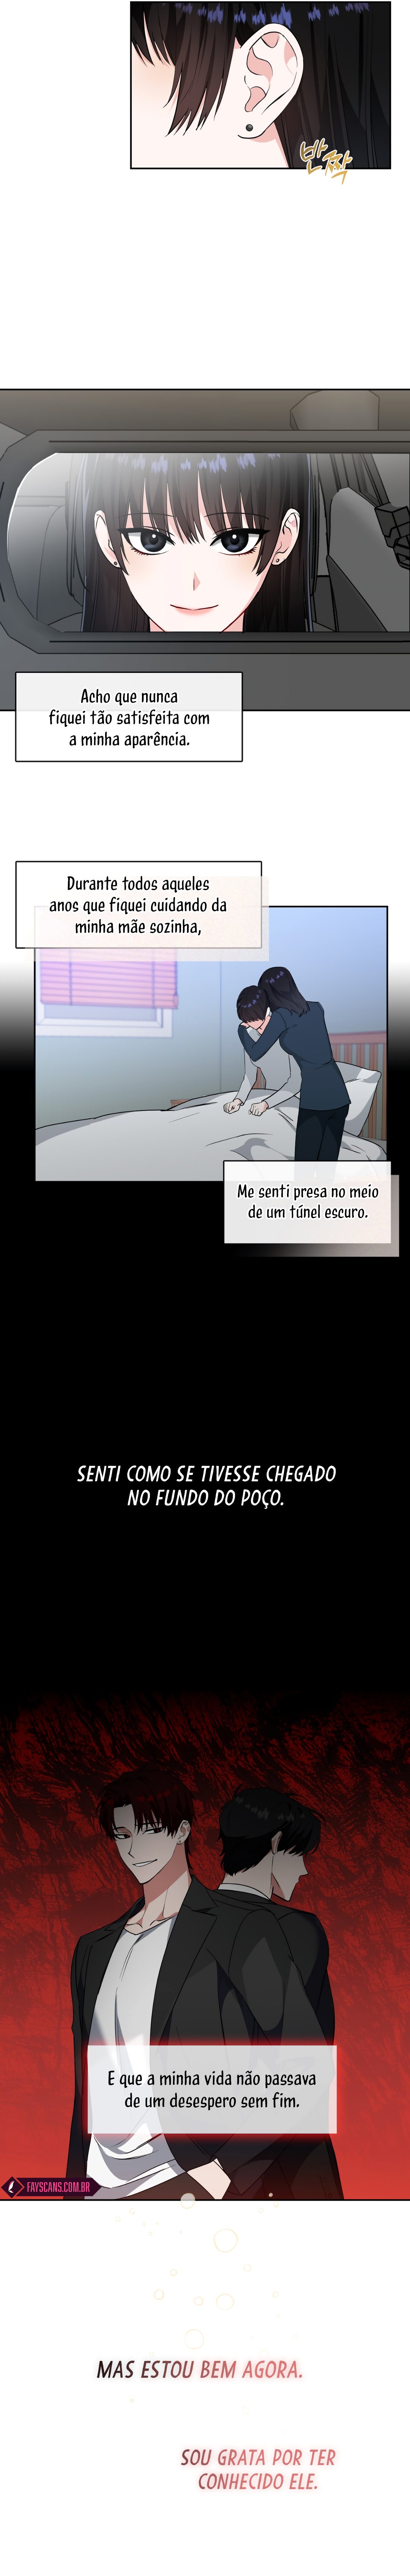 반짝
Acho que nunca
fiquei tão satisfeita com
a minha aparência.
Durante todos aqueles
anos que fiquei cuidando da
minha mãe sozinha,
Me senti presa no meio
de um túnel escuro.
SENTI COMO SE TIVESSE CHEGADO
NO FUNDO DO POÇO.
E que a minha vida não passava
de um desespero sem fim.
FAYSCANS.COM.BR
MAS ESTOU BEM AGORA.
SOU GRATA POR TER
CONHECIDO ELE.